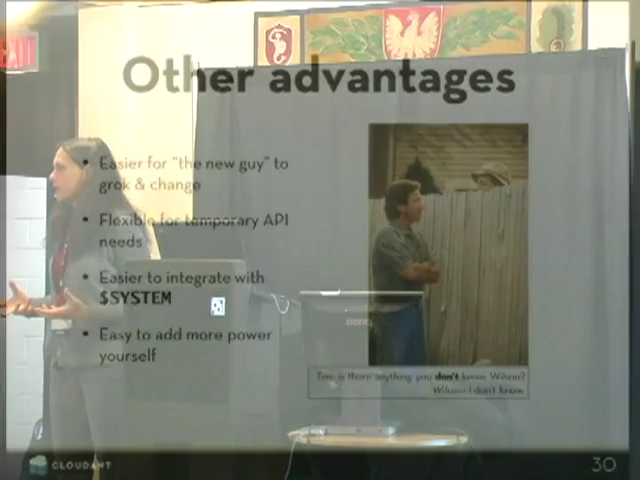 EXIT
Other advantages
• Easier for "the new guy" to
grok & change
• Flexible for temporary API
needs
• Easier to integrate with
$SYSTEM
• Easy to add more power
yourself
is there anything you don't know, Wilson?
Wilson: I don't know
CLOUDANT
30